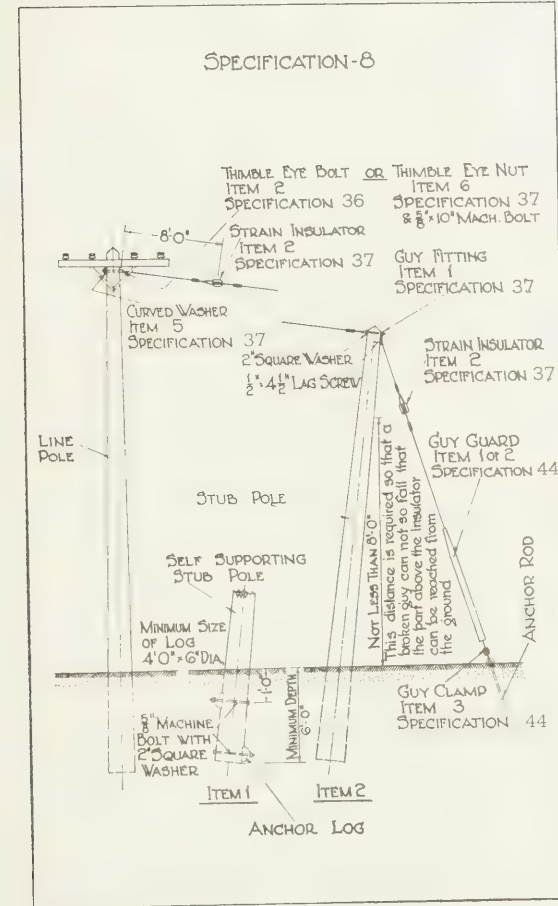 SPECIFICATION-8
THIMBLE EYE BOLT OR THIMBLE EYE NUT
ITEM 2
SPECIFICATION 36
ITEM 6
SPECIFICATION 37
& 5/8" × 10" MACH. BOLT
8'-0"
STRAIN INSULATOR
ITEM 2
SPECIFICATION 37
GUY FITTING
ITEM 1
SPECIFICATION 37
CURVED WASHER
ITEM 5
SPECIFICATION 37
2" SQUARE WASHER
1/2" × 4 1/2" LAG SCREW
STRAIN INSULATOR
ITEM 2
SPECIFICATION 37
LINE
POLE
GUY GUARD
ITEM 1 or 2
SPECIFICATION 44
STUB POLE
NOT LESS THAN 8'-0"
This distance is required so that a
broken guy can not so fall that
the part above the insulator
can be reached from
the ground
ANCHOR ROD
SELF SUPPORTING
STUB POLE
MINIMUM SIZE
OF LOG
4'0" × 6" DIA.
1'-0"
MINIMUM DEPTH
6'-0"
GUY CLAMP
ITEM 3
SPECIFICATION 44
5/8" MACHINE
BOLT WITH
2" SQUARE
WASHER
ITEM 1
ITEM 2
ANCHOR LOG